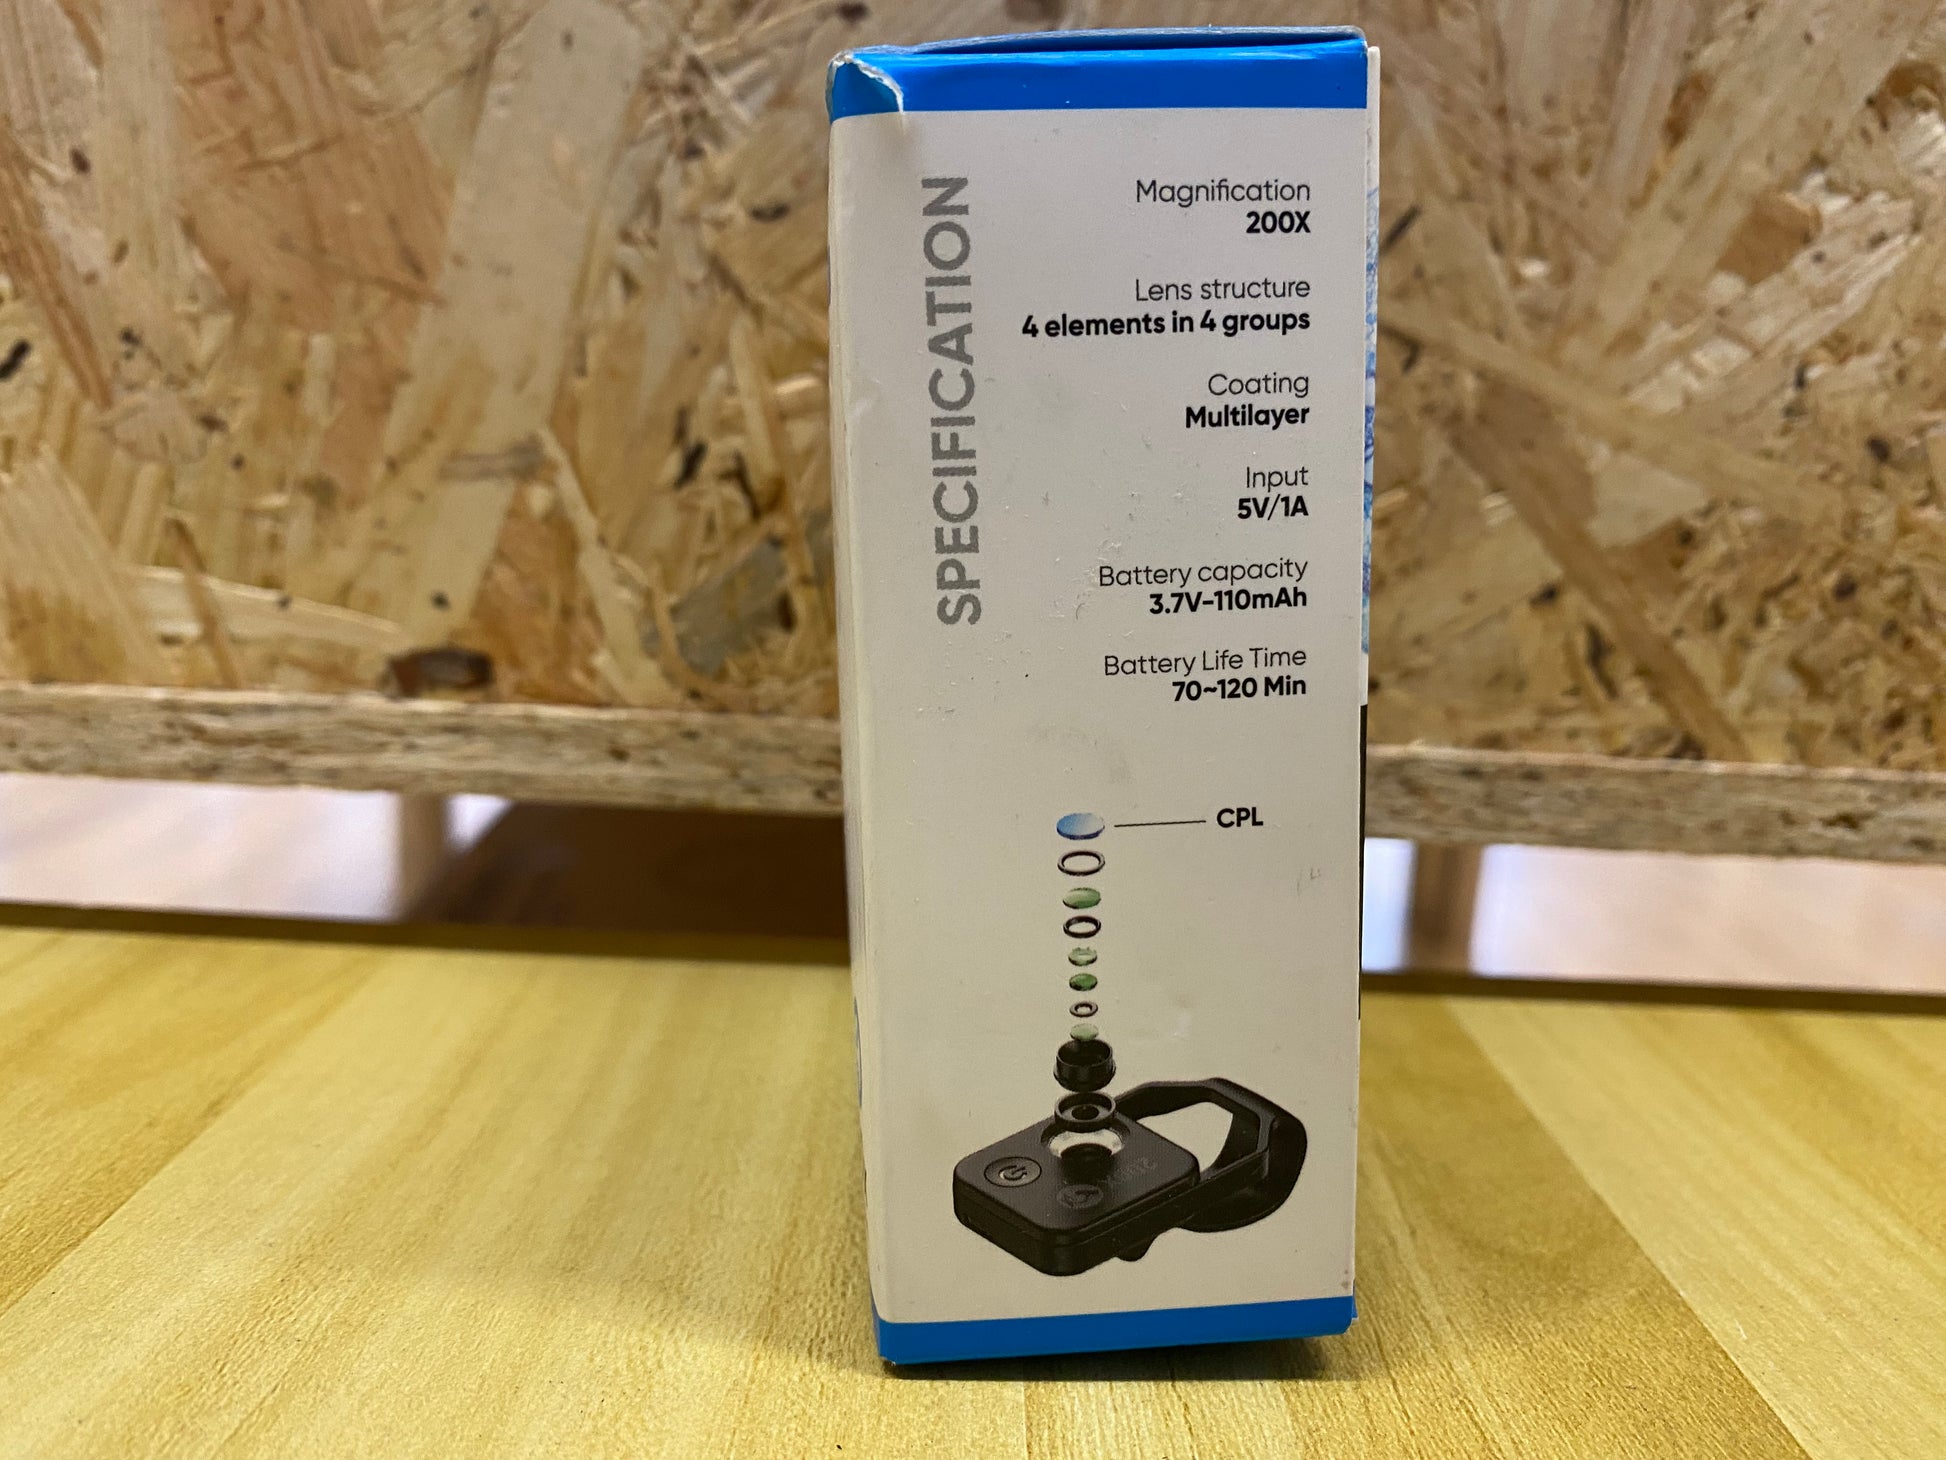 SPECIFICATION
Magnification
200X
Lens structure
4 elements in 4 groups
Coating
Multilayer
Input
5V/1A
Battery capacity
3.7V-110mAh
Battery Life Time
70~120 Min
CPL